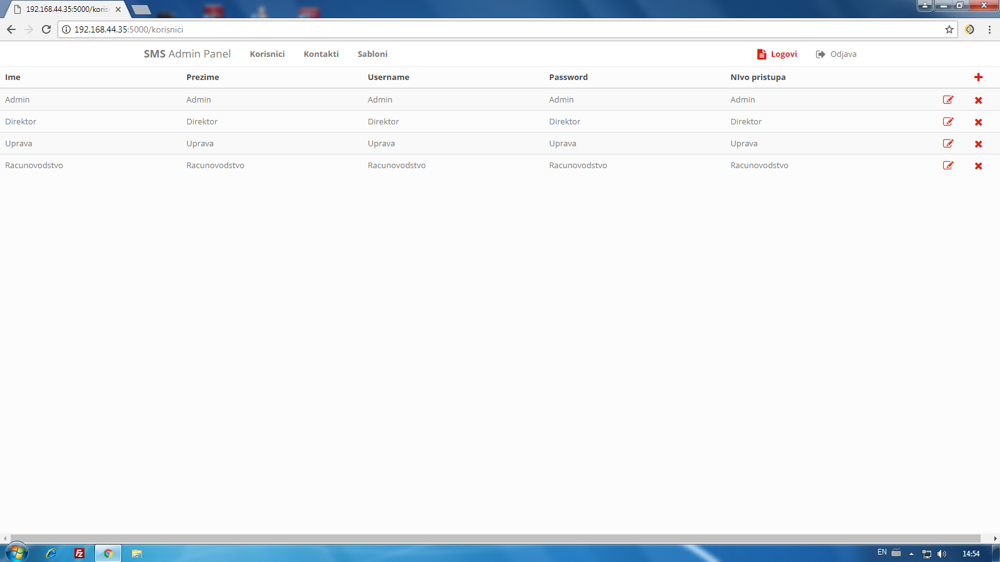 192.168.44.35:5000/koris
192.168.44.35:5000/korisnici
SMS Admin Panel Korisnici Kontakti Sabloni Logovi Odjava
Ime Prezime Username Password NIvo pristupa
Admin Admin Admin Admin Admin
Direktor Direktor Direktor Direktor Direktor
Uprava Uprava Uprava Uprava Uprava
Racunovodstvo Racunovodstvo Racunovodstvo Racunovodstvo Racunovodstvo
EN 14:54